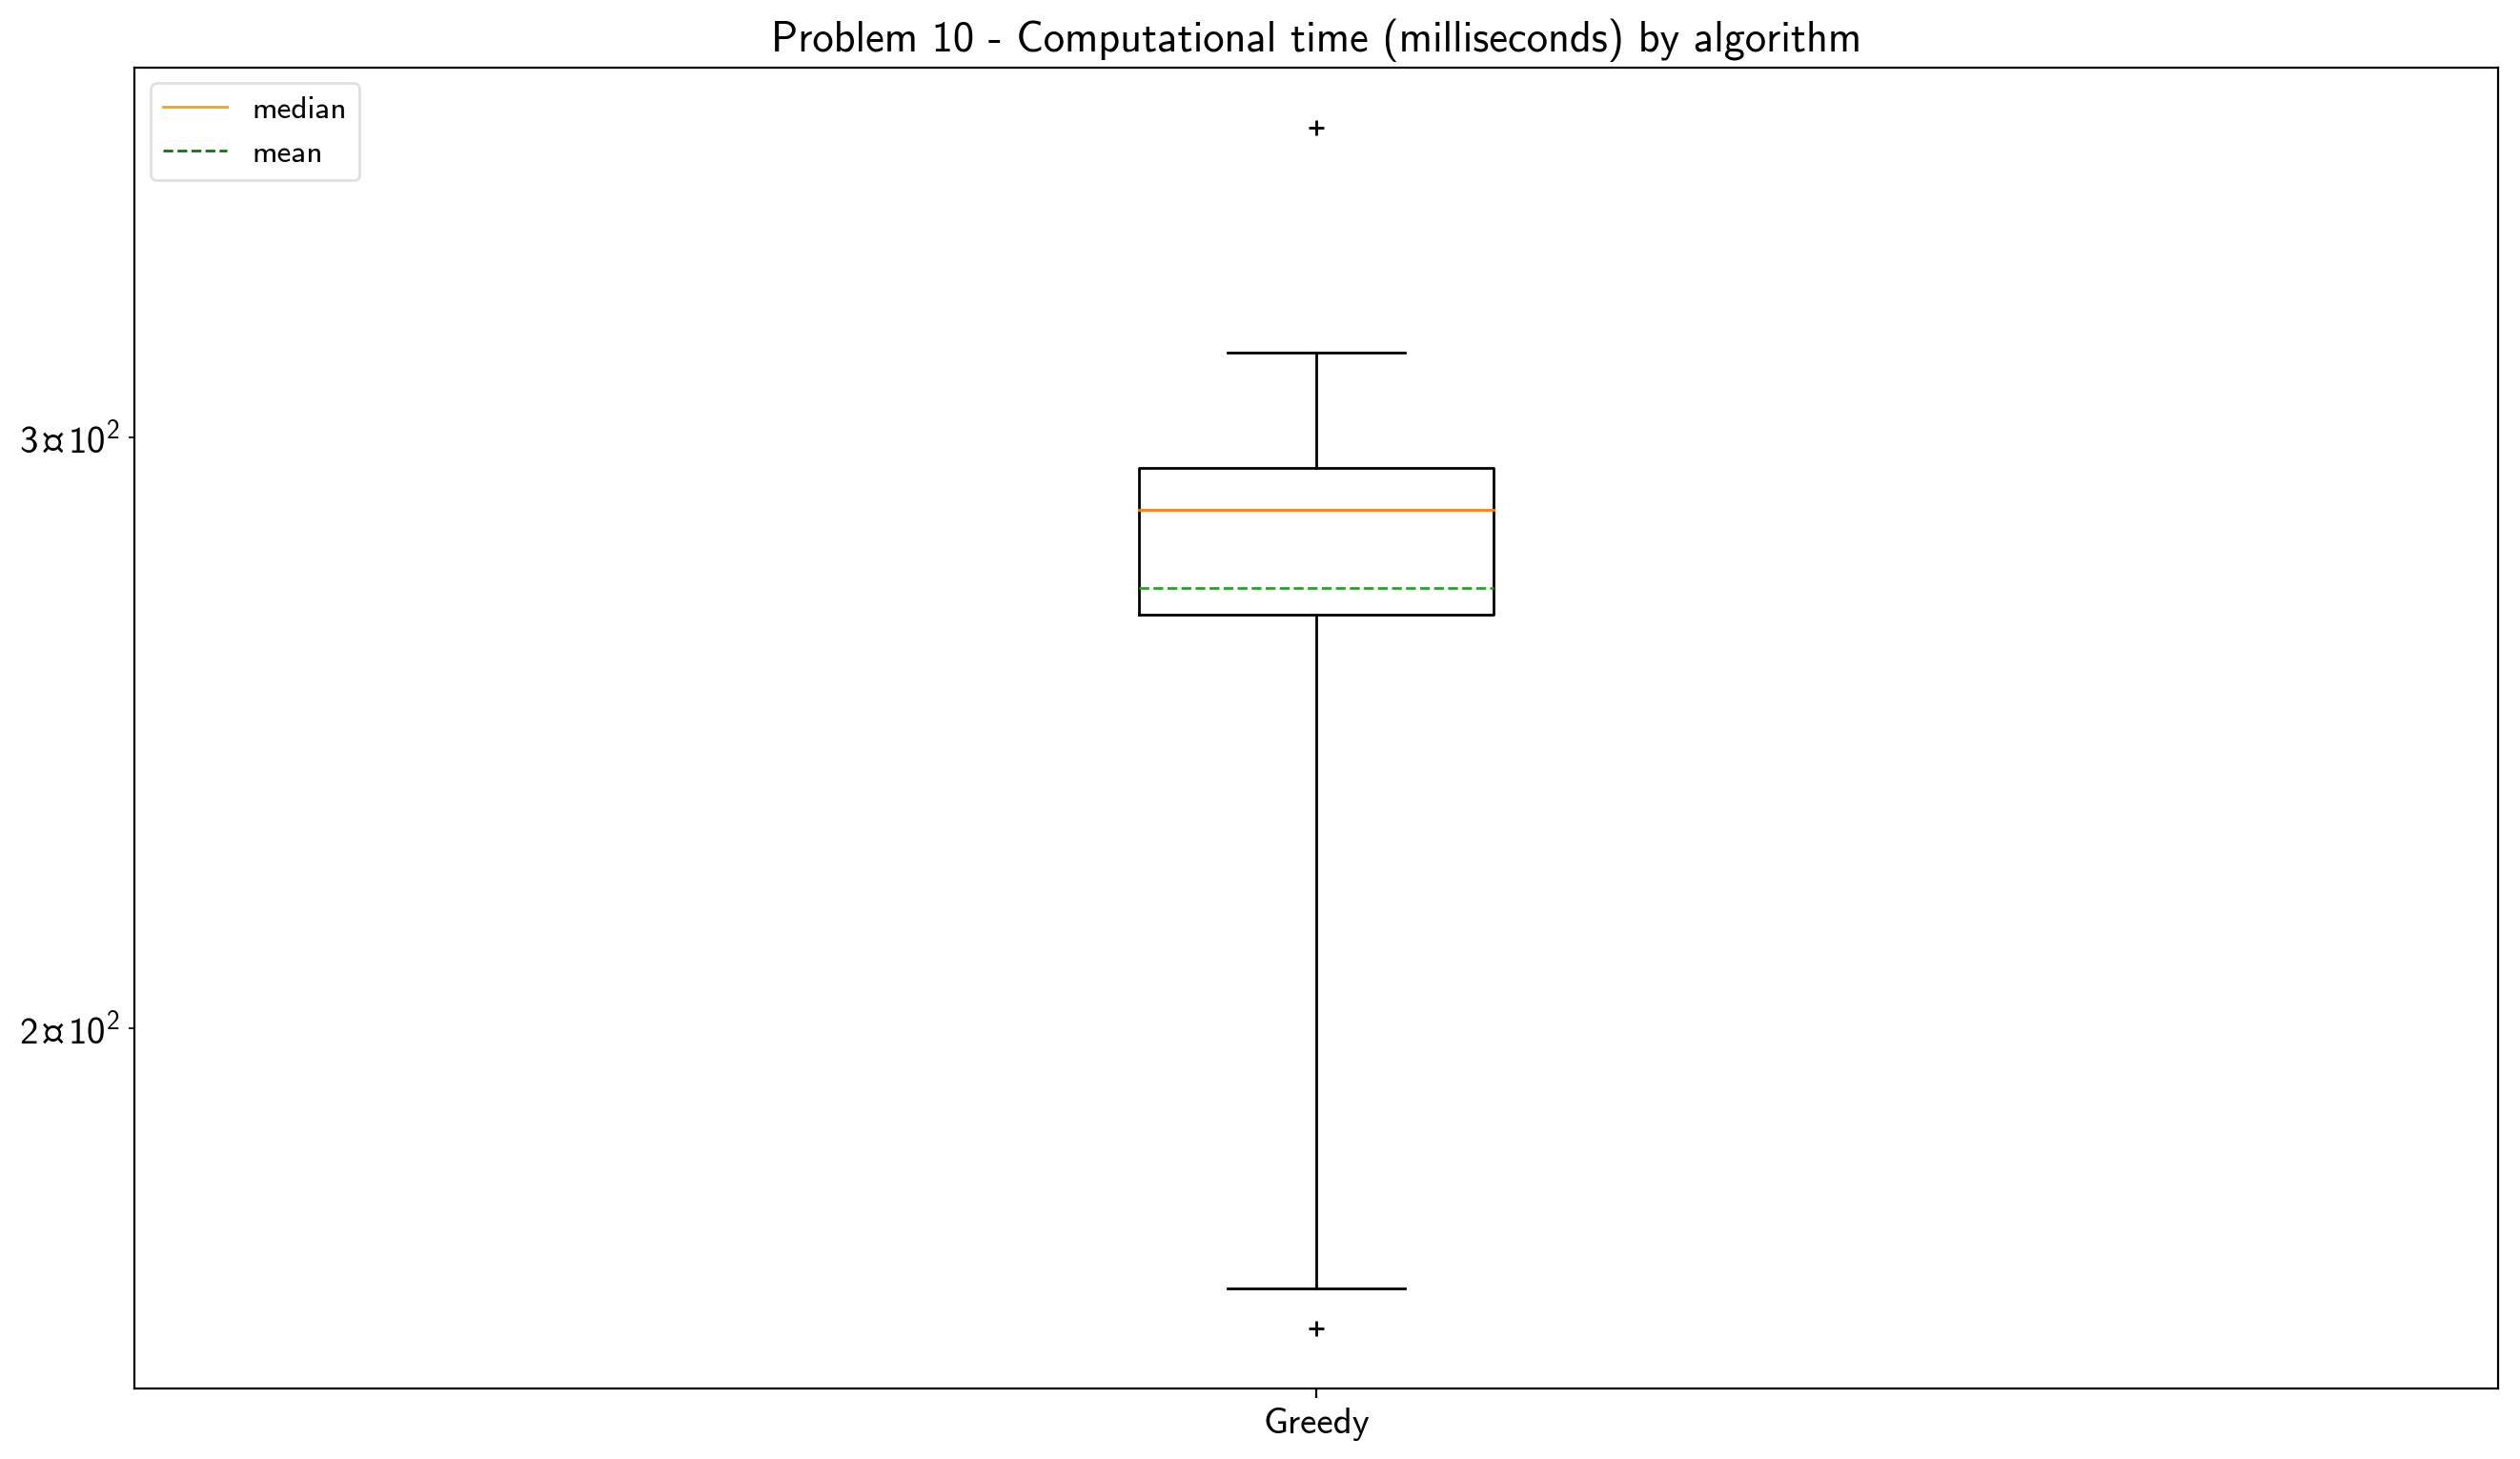 Problem 10 - Computational time (milliseconds) by algorithm
median
mean
3¤10²
2¤10²
Greedy